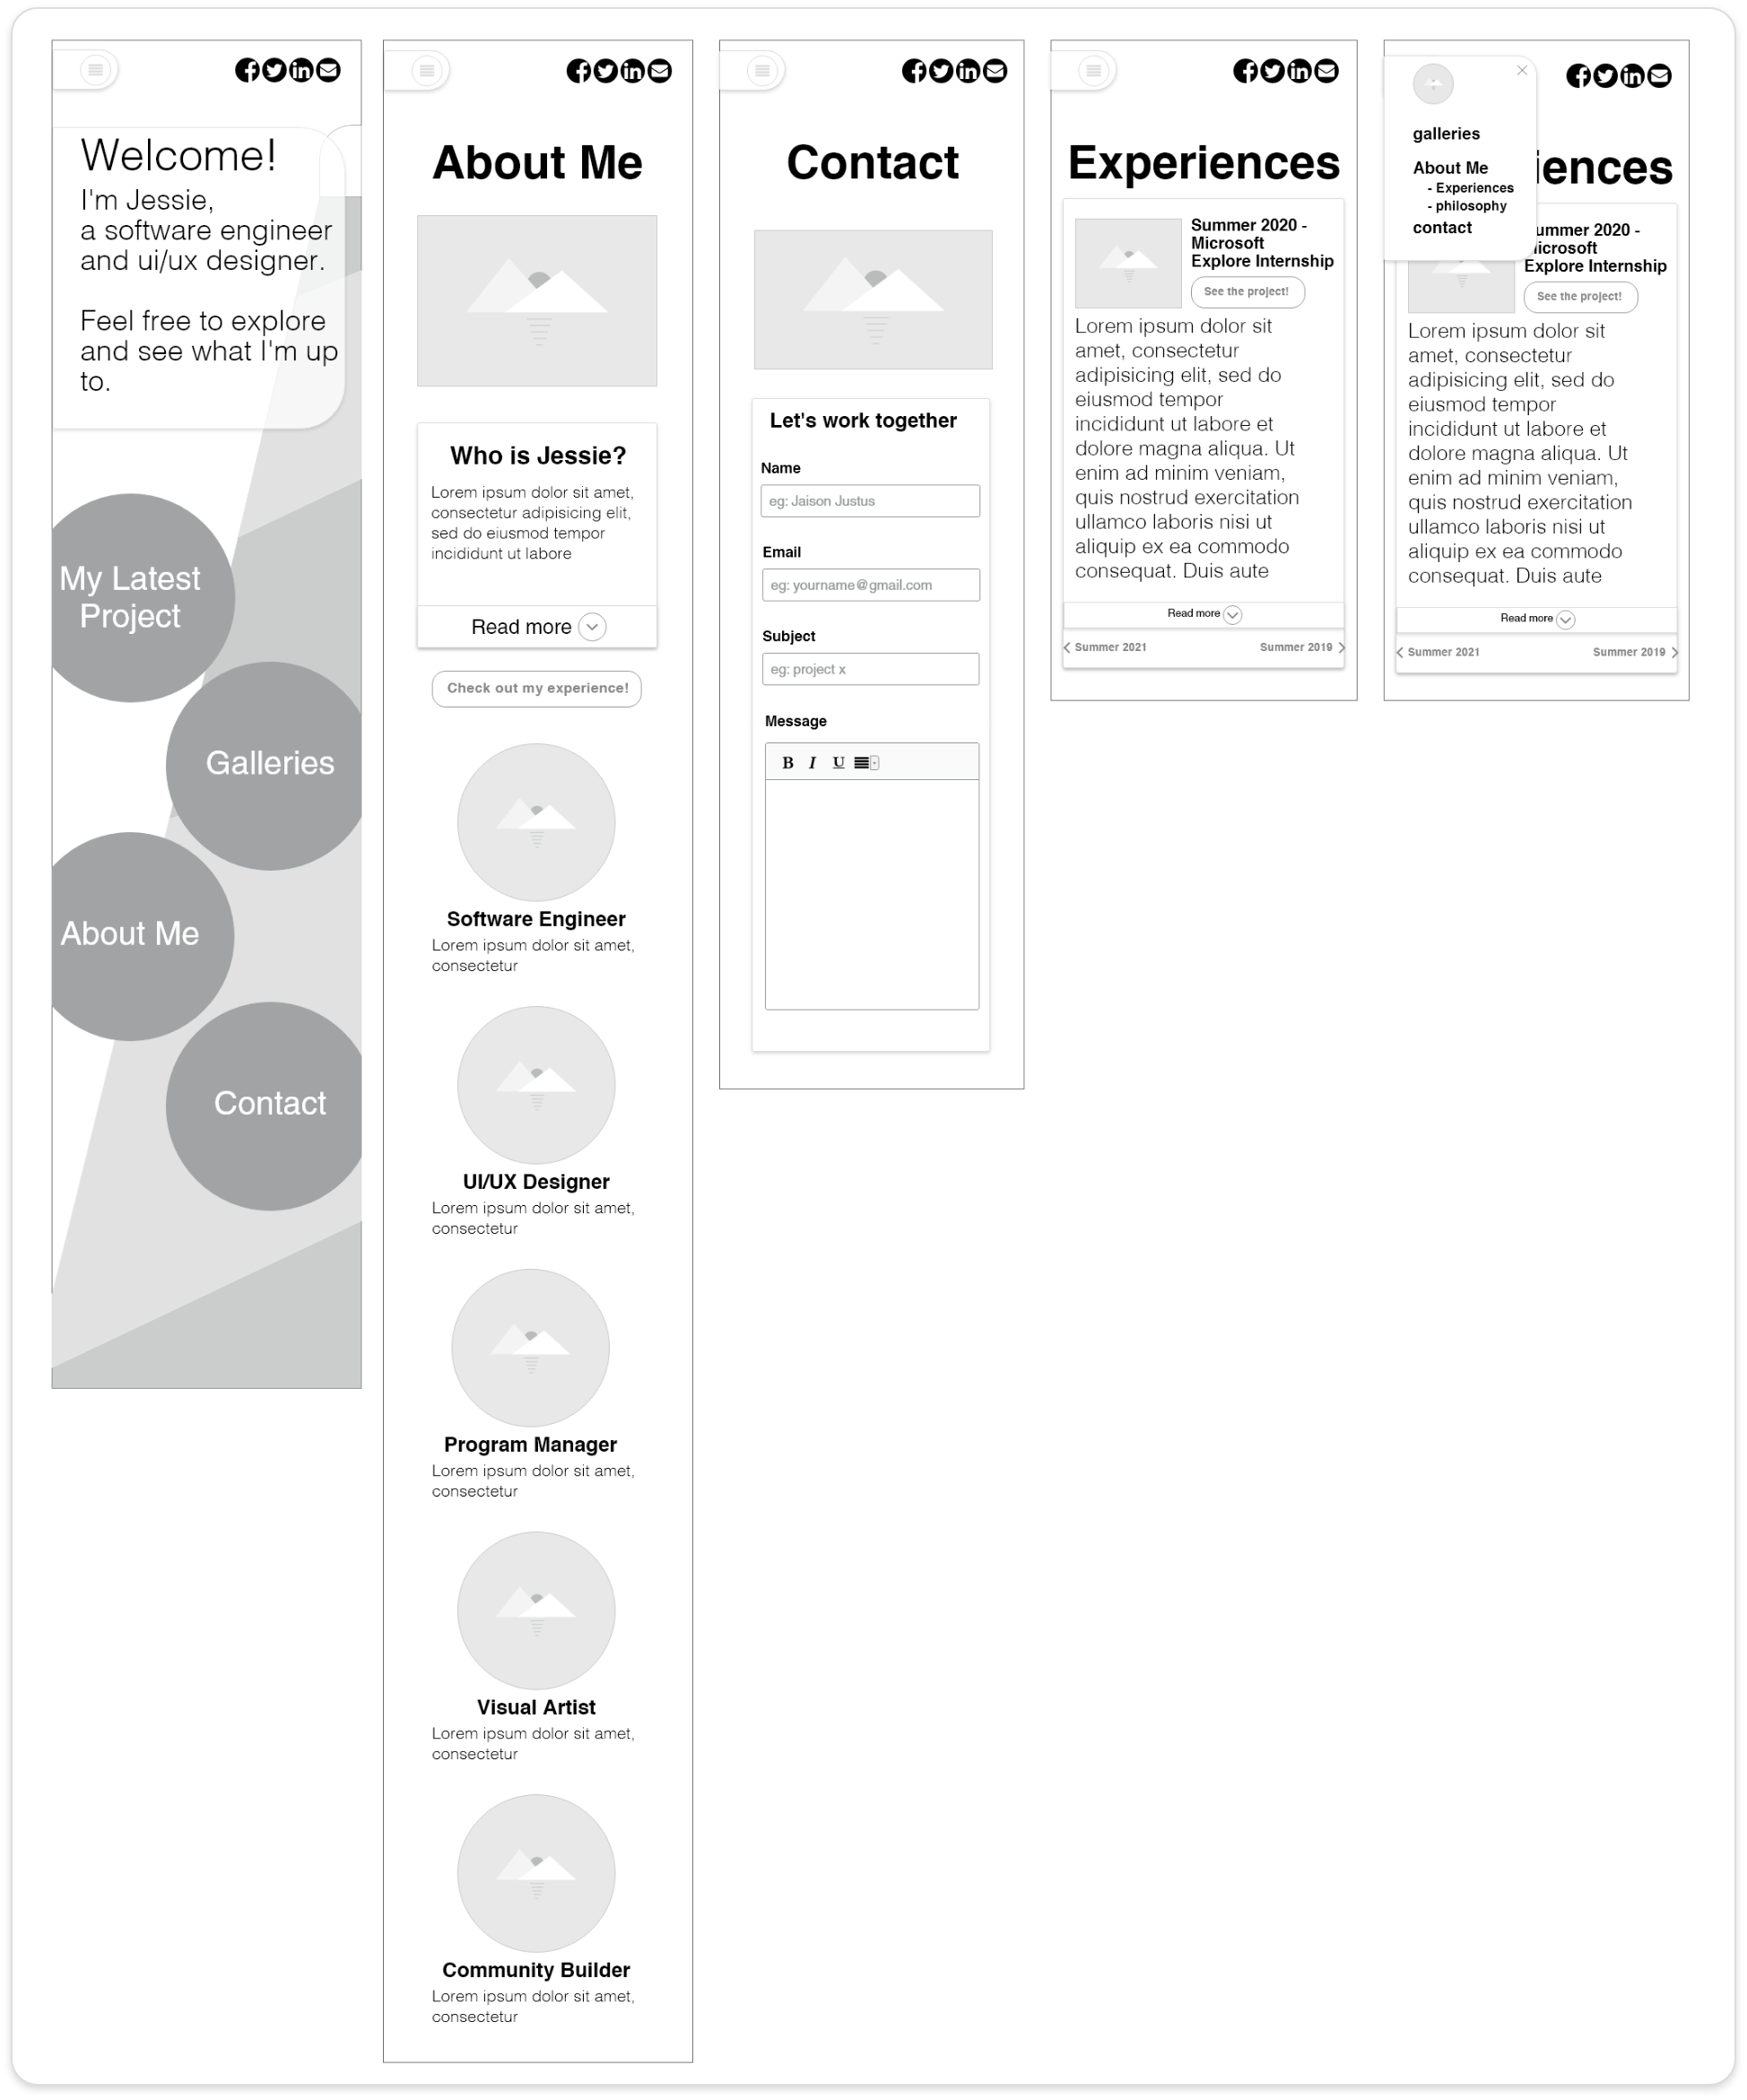 Welcome!
I'm Jessie,
a software engineer
and ui/ux designer.
Feel free to explore
and see what I'm up
to.
My Latest
Project
Galleries
About Me
Contact
About Me
Who is Jessie?
Lorem ipsum dolor sit amet,
consectetur adipisicing elit,
sed do eiusmod tempor
incididunt ut labore
Read more
Check out my experience!
Software Engineer
Lorem ipsum dolor sit amet,
consectetur
UI/UX Designer
Lorem ipsum dolor sit amet,
consectetur
Program Manager
Lorem ipsum dolor sit amet,
consectetur
Visual Artist
Lorem ipsum dolor sit amet,
consectetur
Community Builder
Lorem ipsum dolor sit amet,
consectetur
Contact
Let's work together
Name
eg: Jaison Justus
Email
eg: yourname@gmail.com
Subject
eg: project x
Message
B I U
Experiences
Summer 2020 -
Microsoft
Explore Internship
See the project!
Lorem ipsum dolor sit
amet, consectetur
adipisicing elit, sed do
eiusmod tempor
incididunt ut labore et
dolore magna aliqua. Ut
enim ad minim veniam,
quis nostrud exercitation
ullamco laboris nisi ut
aliquip ex ea commodo
consequat. Duis aute
Read more
Summer 2021 Summer 2019
galleries
About Me
- Experiences
- philosophy
contact
iences
ummer 2020 -
icrosoft
Explore Internship
See the project!
Lorem ipsum dolor sit
amet, consectetur
adipisicing elit, sed do
eiusmod tempor
incididunt ut labore et
dolore magna aliqua. Ut
enim ad minim veniam,
quis nostrud exercitation
ullamco laboris nisi ut
aliquip ex ea commodo
consequat. Duis aute
Read more
Summer 2021 Summer 2019